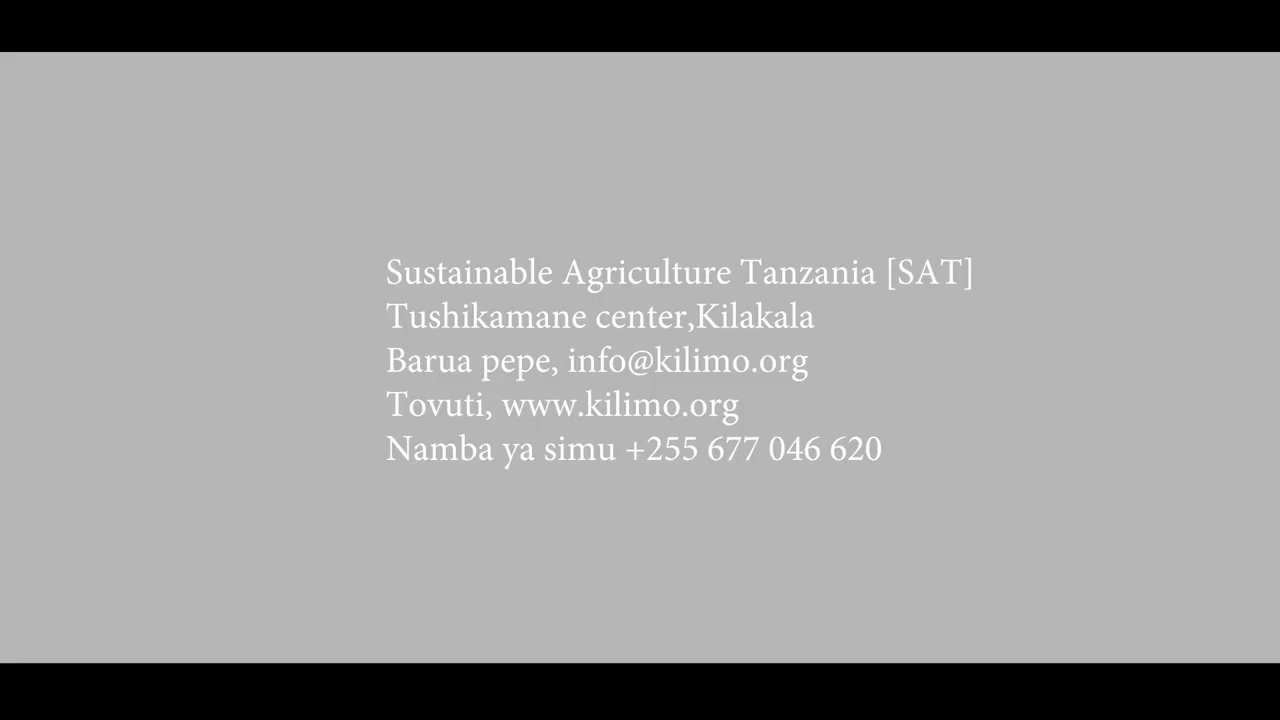 Sustainable Agriculture Tanzania [SAT]
Tushikamane center,Kilakala
Barua pepe, info@kilimo.org
Tovuti, www.kilimo.org
Namba ya simu +255 677 046 620